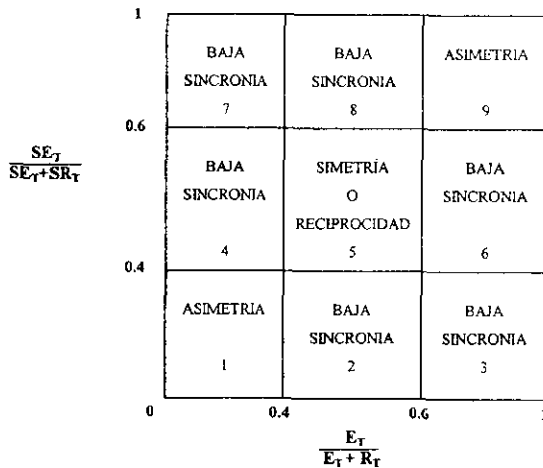 1
BAJA
SINCRONIA
7
BAJA
SINCRONIA
8
ASIMETRIA
9
0.6
SE_T
SE_T+SR_T
BAJA
SINCRONIA
4
SIMETRÍA
O
RECIPROCIDAD
5
BAJA
SINCRONIA
6
0.4
ASIMETRIA
1
BAJA
SINCRONIA
2
BAJA
SINCRONIA
3
0
0.4
0.6
E_T
E_T + R_T